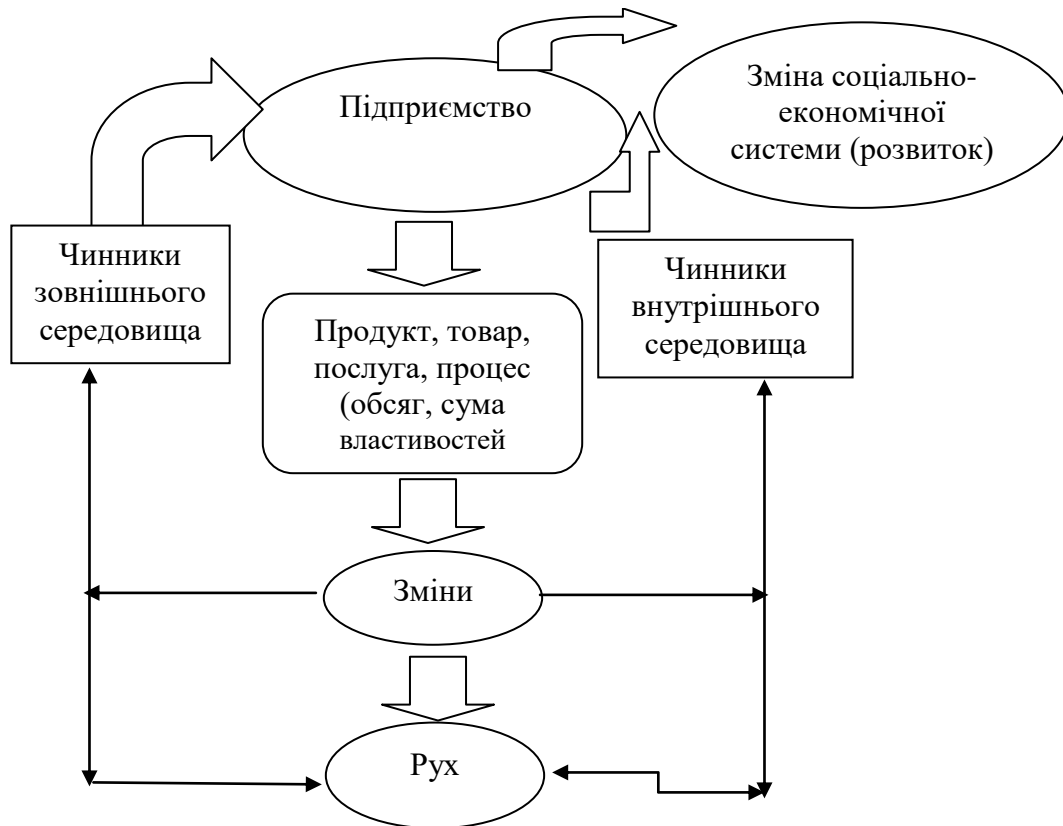 Підприємство
Зміна соціально-
економічної
системи (розвиток)
Чинники
зовнішнього
середовища
Чинники
внутрішнього
середовища
Продукт, товар,
послуга, процес
(обсяг, сума
властивостей
Зміни
Рух